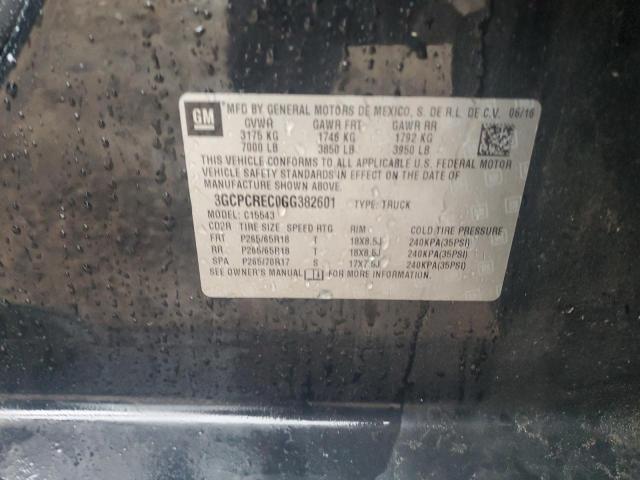 GM
MFD BY GENERAL MOTORS DE MEXICO, S. DE R.L. DE C.V. 06/16
GVWR GAWR FRT GAWR RR
3175 KG 1746 KG 1792 KG
7000 LB 3850 LB 3950 LB
THIS VEHICLE CONFORMS TO ALL APPLICABLE U.S. FEDERAL MOTOR
VEHICLE SAFETY STANDARDS IN EFFECT ON THE DATE OF
MANUFACTURE SHOWN ABOVE.
3GCPCREC0GG382601 TYPE: TRUCK
MODEL: C15543
CD2R TIRE SIZE SPEED RTG RIM COLD TIRE PRESSURE
FRT P265/65R18 T 18X8.5J 240KPA(35PSI)
RR P265/65R18 T 18X8.5J 240KPA(35PSI)
SPA P265/70R17 S 17X7.5J 240KPA(35PSI)
SEE OWNER'S MANUAL FOR MORE INFORMATION.